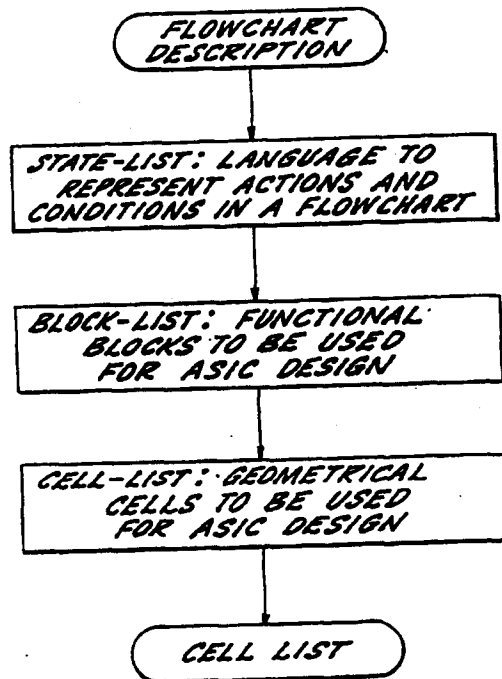 FLOWCHART
DESCRIPTION
STATE-LIST: LANGUAGE TO
REPRESENT ACTIONS AND
CONDITIONS IN A FLOWCHART
BLOCK-LIST: FUNCTIONAL
BLOCKS TO BE USED
FOR ASIC DESIGN
CELL-LIST: GEOMETRICAL
CELLS TO BE USED
FOR ASIC DESIGN
CELL LIST